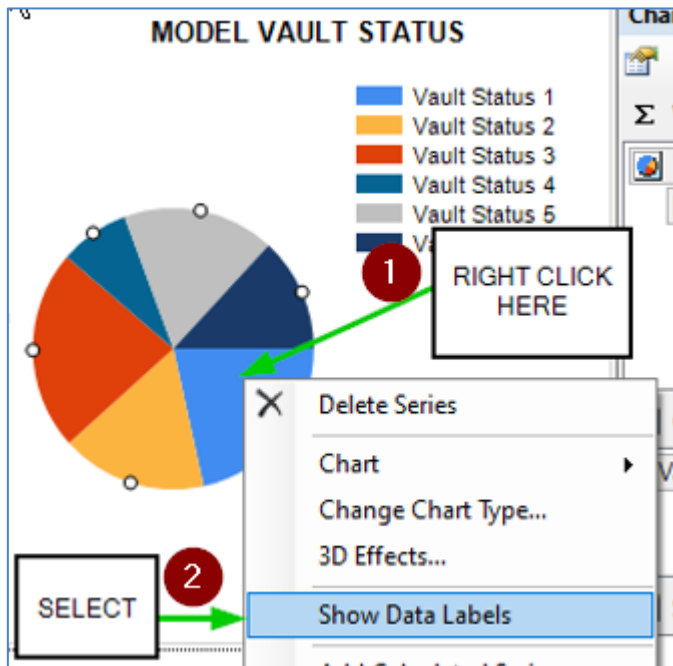 Cha
MODEL VAULT STATUS
Vault Status 1
Vault Status 2
Vault Status 3
Vault Status 4
Vault Status 5
Σ
1
RIGHT CLICK
HERE
Delete Series
Chart
Change Chart Type...
3D Effects...
2
SELECT
Show Data Labels